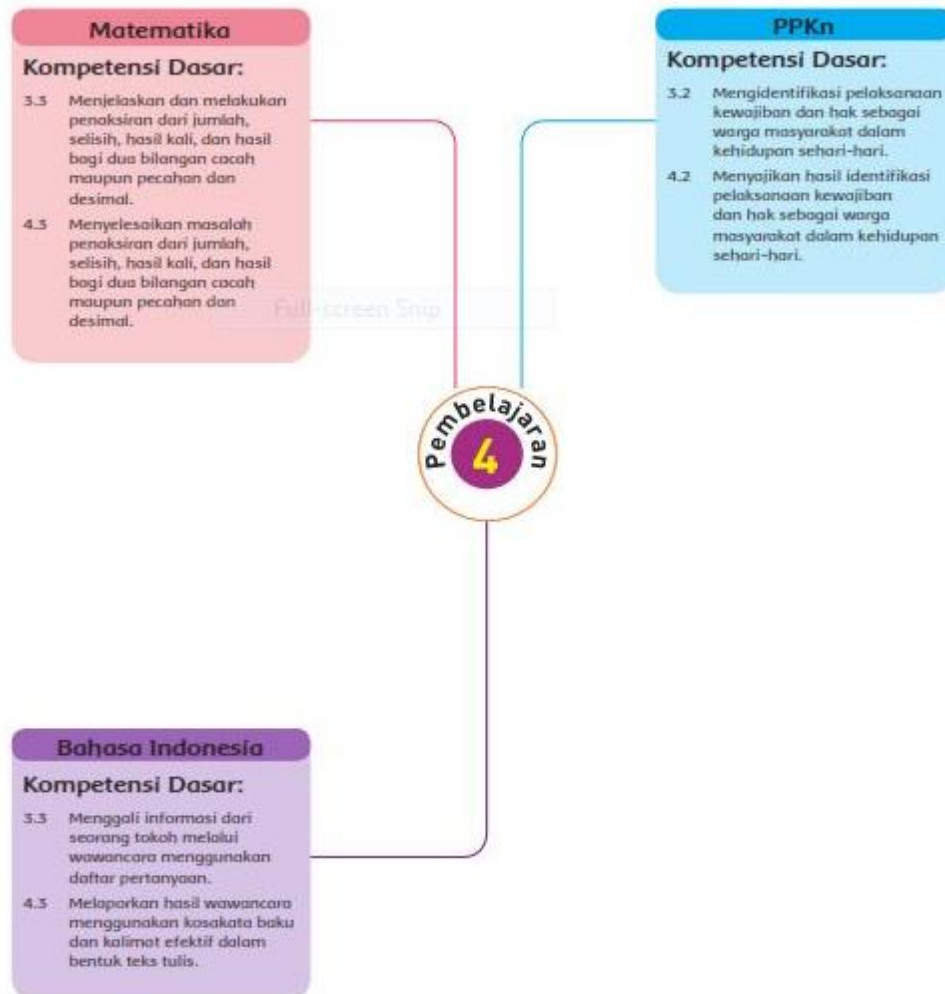 Matematika
Kompetensi Dasar:
3.3 Menjelaskan dan melakukan
penaksiran dari jumlah,
selisih, hasil kali, dan hasil
bagi dua bilangan cacah
maupun pecahan dan
desimal.
4.3 Menyelesaikan masalah
penaksiran dari jumlah,
selisih, hasil kali, dan hasil
bagi dua bilangan cacah
maupun pecahan dan
desimal.
PPKn
Kompetensi Dasar:
3.2 Mengidentifikasi pelaksanaan
kewajiban dan hak sebagai
warga masyarakat dalam
kehidupan sehari-hari.
4.2 Menyajikan hasil identifikasi
pelaksanaan kewajiban
dan hak sebagai warga
masyarakat dalam kehidupan
sehari-hari.
Full-screen Snip
Pembelajaran
4
Bahasa Indonesia
Kompetensi Dasar:
3.3 Menggali informasi dari
seorang tokoh melalui
wawancara menggunakan
daftar pertanyaan.
4.3 Melaporkan hasil wawancara
menggunakan kosakata baku
dan kalimat efektif dalam
bentuk teks tulis.